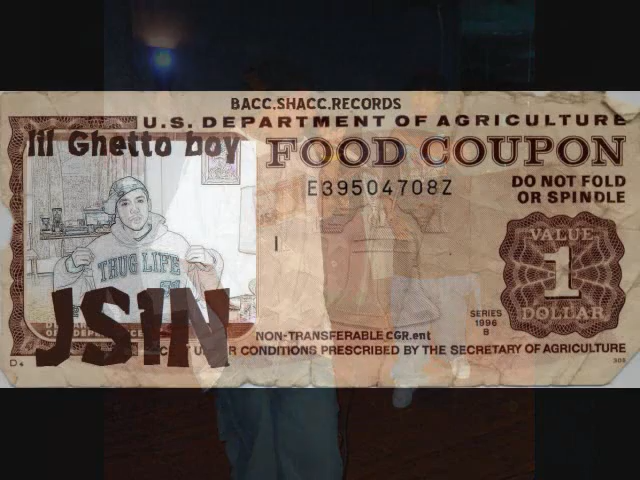 BACC.SHACC.RECORDS
U.S. DEPARTMENT OF AGRICULTURE
lil Ghetto boy
FOOD COUPON
E39504708Z
DO NOT FOLD
OR SPINDLE
VALUE
1
DOLLAR
THUG LIFE
JSIN
SERIES
1996
B
NON-TRANSFERABLE CGR.ent
CONDITIONS PRESCRIBED BY THE SECRETARY OF AGRICULTURE